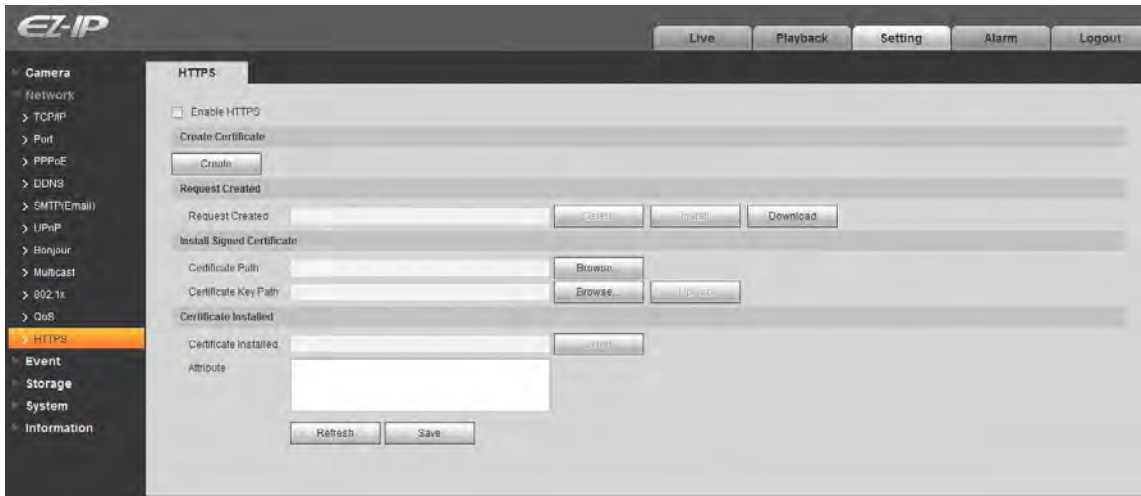 EZ-IP
Live Playback Setting Alarm Logout
Camera
Network
> TCP/IP
> Port
> PPPoE
> DDNS
> SMTP(Email)
> UPnP
> Bonjour
> Multicast
> 802.1x
> QoS
> HTTPS
Event
Storage
System
Information
HTTPS
Enable HTTPS
Create Certificate
Create
Request Created
Request Created Delete Install Download
Install Signed Certificate
Certificate Path Browse...
Certificate Key Path Browse... Upload
Certificate Installed
Certificate Installed Delete
Attribute
Refresh Save